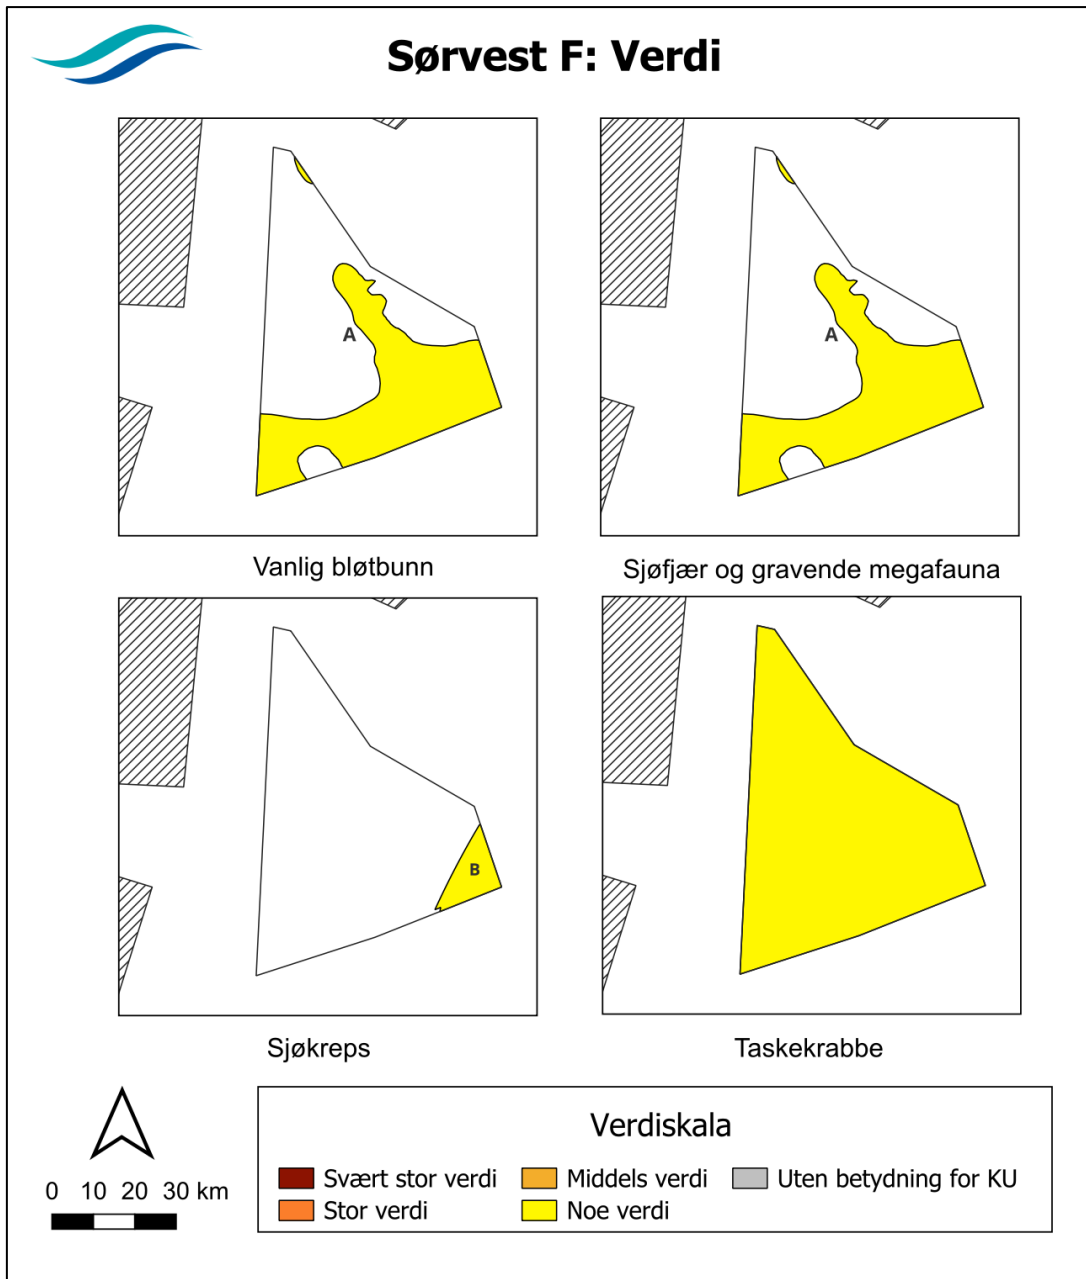 Sørvest F: Verdi
A
A
Vanlig bløtbunn
Sjøfjær og gravende megafauna
B
Sjøkreps
Taskekrabbe
0 10 20 30 km
Verdiskala
Svært stor verdi
Middels verdi
Uten betydning for KU
Stor verdi
Noe verdi